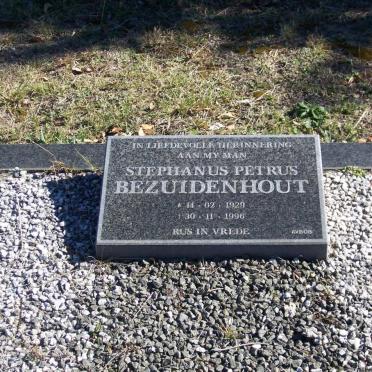 IN LIEFDEVOLLE HERINNERING
AAN MY MAN
STEPHANUS PETRUS
BEZUIDENHOUT
* 14 - 02 - 1929
† 30 - 11 - 1996
RUS IN VREDE